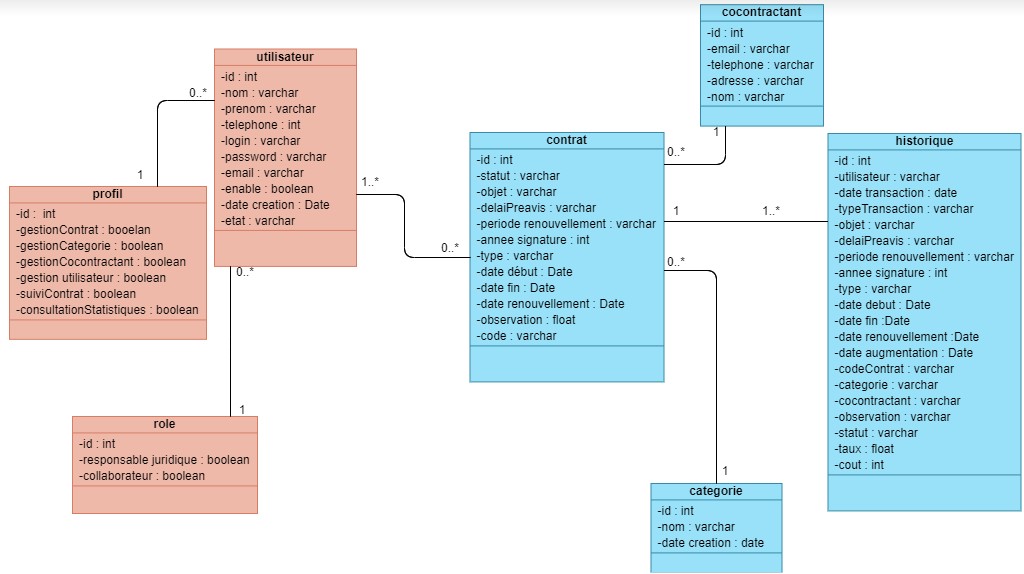 cocontractant
-id : int
-email : varchar
-telephone : varchar
-adresse : varchar
-nom : varchar
utilisateur
-id : int
-nom : varchar
-prenom : varchar
-telephone : int
-login : varchar
-password : varchar
-email : varchar
-enable : boolean
-date creation : Date
-etat : varchar
0..*
1
1..*
0..*
0..*
1
profil
-id : int
-gestionContrat : booelan
-gestionCategorie : boolean
-gestionCocontractant : boolean
-gestion utilisateur : boolean
-suiviContrat : boolean
-consultationStatistiques : boolean
role
-id : int
-responsable juridique : boolean
-collaborateur : boolean
contrat
-id : int
-statut : varchar
-objet : varchar
-delaiPreavis : varchar
-periode renouvellement : varchar
-annee signature : int
-type : varchar
-date début : Date
-date fin : Date
-date renouvellement : Date
-observation : float
-code : varchar
1
0..*
1
1..*
0..*
1
historique
-id : int
-utilisateur : varchar
-date transaction : date
-typeTransaction : varchar
-objet : varchar
-delaiPreavis : varchar
-periode renouvellement : varchar
-annee signature : int
-type : varchar
-date debut : Date
-date fin :Date
-date renouvellement :Date
-date augmentation : Date
-codeContrat : varchar
-categorie : varchar
-cocontractant : varchar
-observation : varchar
-statut : varchar
-taux : float
-cout : int
categorie
-id : int
-nom : varchar
-date creation : date